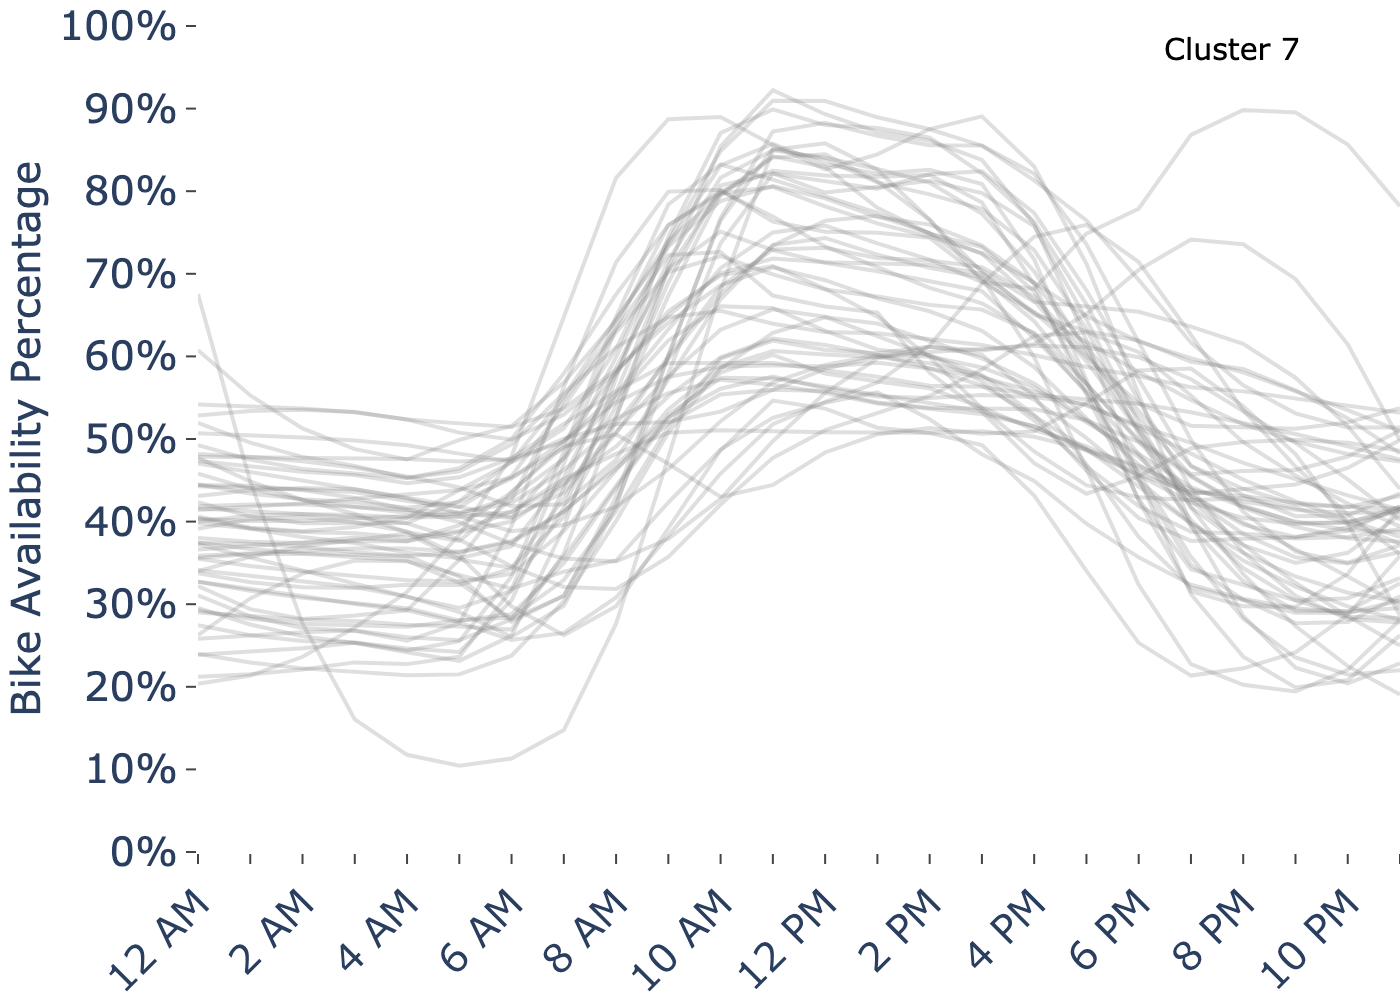 100%
Cluster 7
90%
80%
70%
60%
50%
40%
30%
20%
10%
0%
Bike Availability Percentage
12 AM
2 AM
4 AM
6 AM
8 AM
10 AM
12 PM
2 PM
4 PM
6 PM
8 PM
10 PM